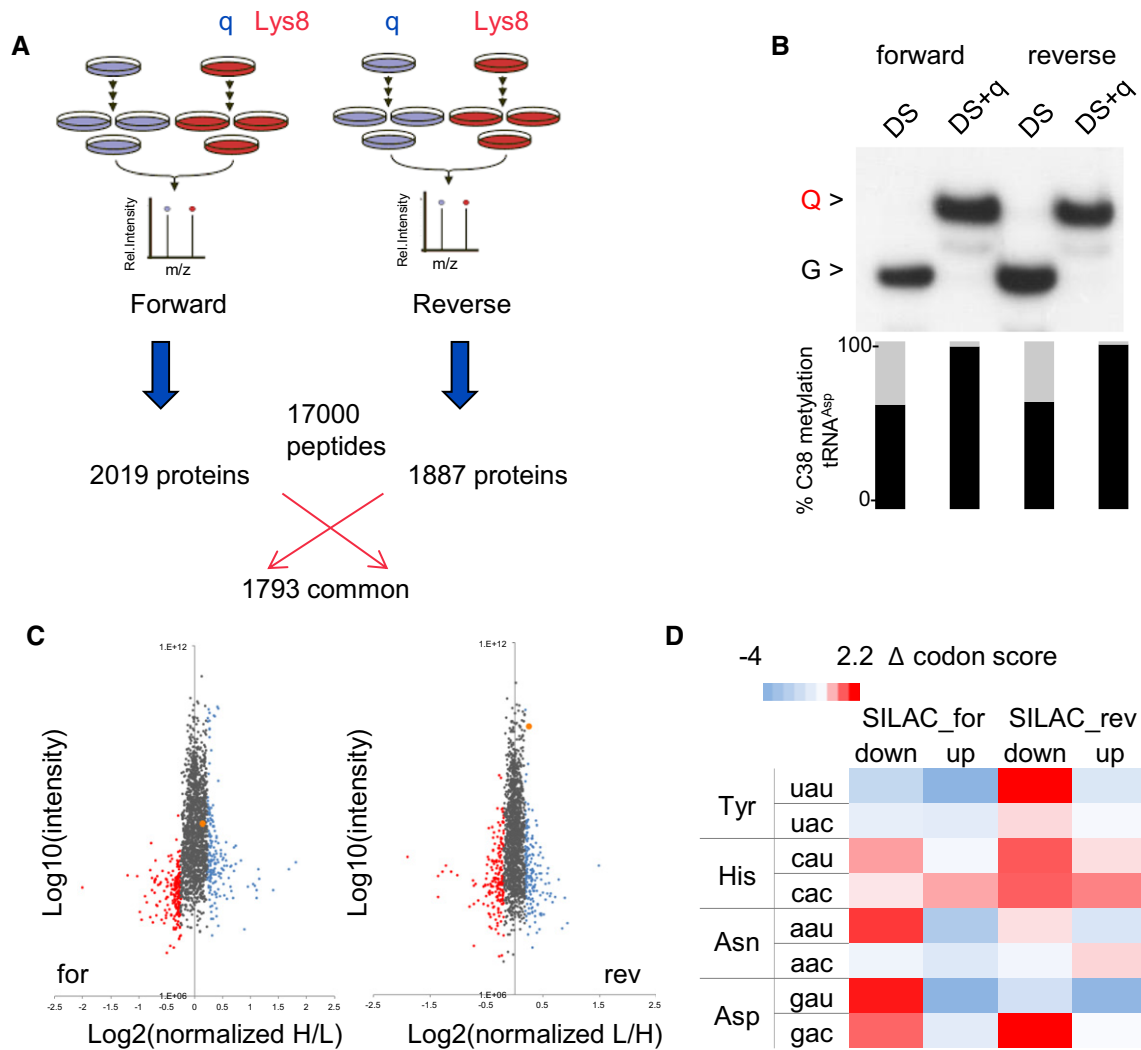 A
q Lys8
q Lys8
Rel.Intensity
m/z
Rel.Intensity
m/z
Forward
Reverse
17000
peptides
2019 proteins
1887 proteins
1793 common
B
forward reverse
DS DS+q DS DS+q
Q >
G >
100
0
% C38 metylation
tRNAAsp
C
1.E+12
1.E+06
Log10(intensity)
for
-2.5 -2 -1.5 -1 -0.5 0 0.5 1 1.5 2 2.5
Log2(normalized H/L)
1.E+12
1.E+06
Log10(intensity)
rev
-2.5 -1.5 -0.5 0.5 1.5 2.5
Log2(normalized L/H)
D
-4 2.2 Δ codon score
SILAC_for SILAC_rev
down up down up
Tyr
uau
uac
His
cau
cac
Asn
aau
aac
Asp
gau
gac